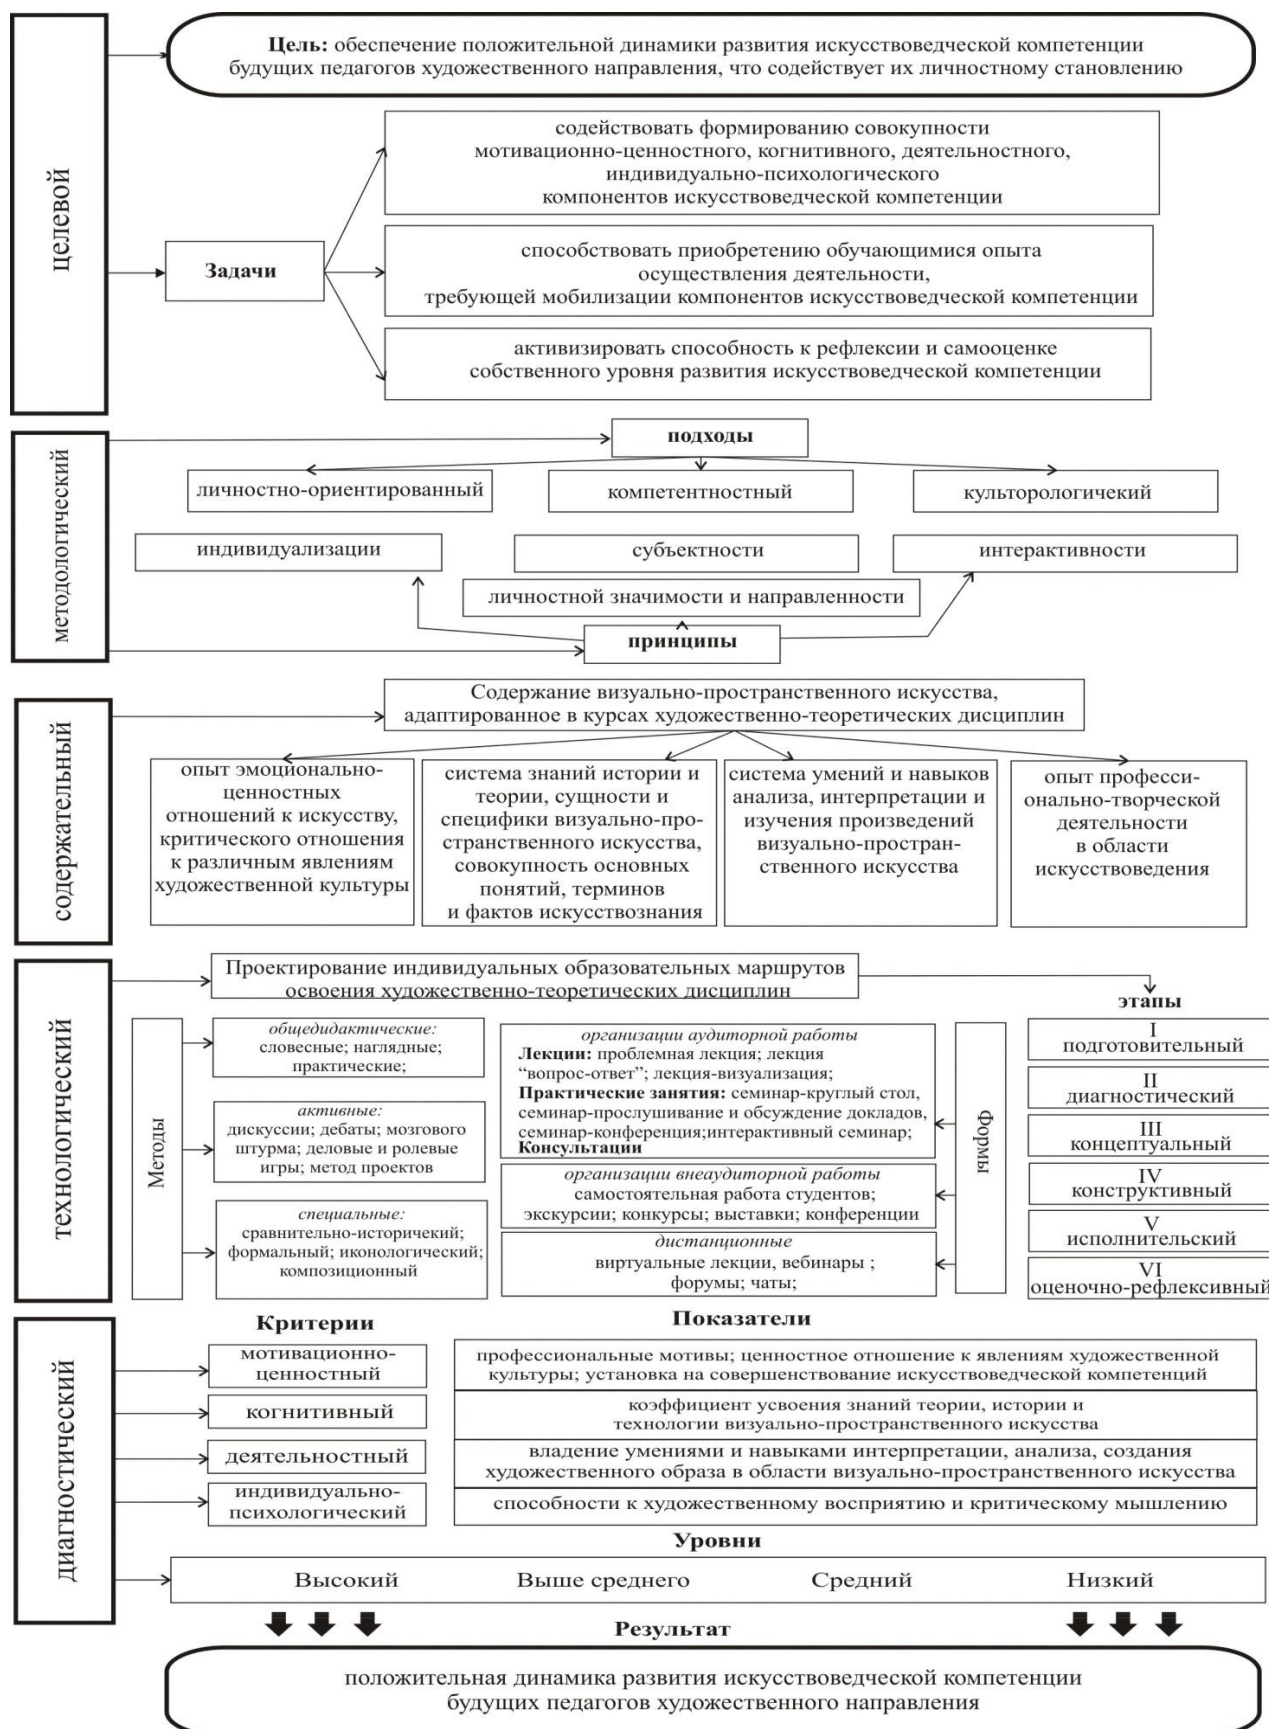 целевой
Цель: обеспечение положительной динамики развития искусствоведческой компетенции
будущих педагогов художественного направления, что содействует их личностному становлению
Задачи
содействовать формированию совокупности
мотивационно-ценностного, когнитивного, деятельностного,
индивидуально-психологического
компонентов искусствоведческой компетенции
способствовать приобретению обучающимися опыта
осуществления деятельности,
требующей мобилизации компонентов искусствоведческой компетенции
активизировать способность к рефлексии и самооценке
собственного уровня развития искусствоведческой компетенции
методологический
подходы
личностно-ориентированный
компетентностный
культорологичекий
индивидуализации
субъектности
интерактивности
личностной значимости и направленности
принципы
содержательный
Содержание визуально-пространственного искусства,
адаптированное в курсах художественно-теоретических дисциплин
опыт эмоционально-
ценностных
отношений к искусству,
критического отношения
к различным явлениям
художественной культуры
система знаний истории и
теории, сущности и
специфики визуально-про-
странственного искусства,
совокупность основных
понятий, терминов
и фактов искусствознания
система умений и навыков
анализа, интерпретации и
изучения произведений
визуально-простран-
ственного искусства
опыт професси-
онально-творческой
деятельности
в области
искусствоведения
технологический
Проектирование индивидуальных образовательных маршрутов
освоения художественно-теоретических дисциплин
Методы
общедидактические:
словесные; наглядные;
практические;
активные:
дискуссии; дебаты; мозгового
штурма; деловые и ролевые
игры; метод проектов
специальные:
сравнительно-историчекий;
формальный; иконологический;
композиционный
организации аудиторной работы
Лекции: проблемная лекция; лекция
“вопрос-ответ”; лекция-визуализация;
Практические занятия: семинар-круглый стол,
семинар-прослушивание и обсуждение докладов,
семинар-конференция;интерактивный семинар;
Консультации
организации внеаудиторной работы
самостоятельная работа студентов;
экскурсии; конкурсы; выставки; конференции
дистанционные
виртуальные лекции, вебинары ;
форумы; чаты;
Формы
этапы
I
подготовительный
II
диагностический
III
концептуальный
IV
конструктивный
V
исполнительский
VI
оценочно-рефлексивный
диагностический
Критерии
Показатели
мотивационно-
ценностный
профессиональные мотивы; ценностное отношение к явлениям художественной
культуры; установка на совершенствование искусствоведческой компетенций
когнитивный
коэффициент усвоения знаний теории, истории и
технологии визуально-пространственного искусства
деятельностный
владение умениями и навыками интерпретации, анализа, создания
художественного образа в области визуально-пространственного искусства
индивидуально-
психологический
способности к художественному восприятию и критическому мышлению
Уровни
Высокий Выше среднего Средний Низкий
Результат
положительная динамика развития искусствоведческой компетенции
будущих педагогов художественного направления